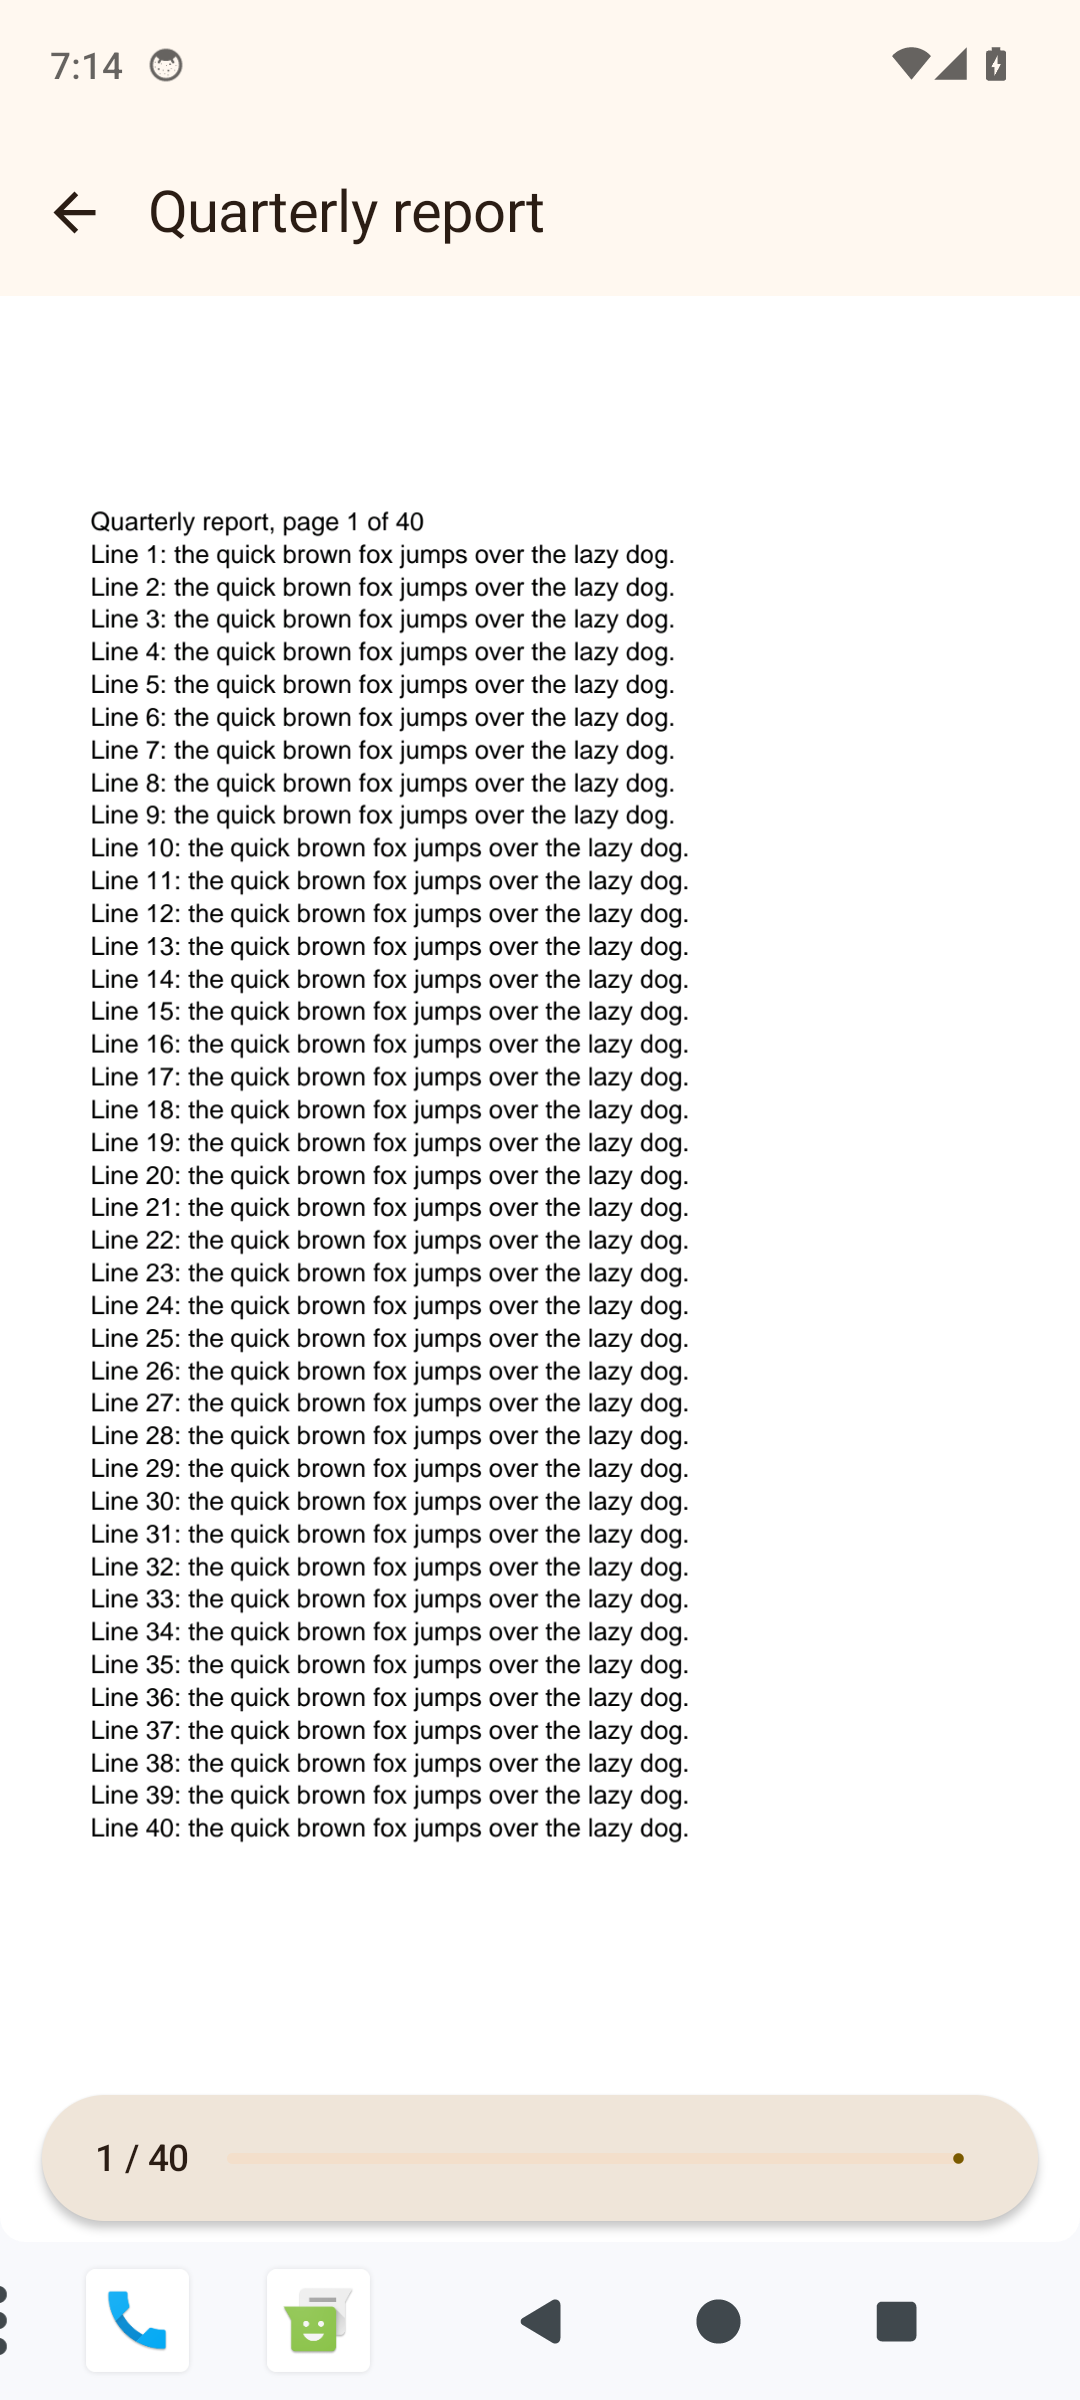 7:14
Quarterly report
Quarterly report, page 1 of 40
Line 1: the quick brown fox jumps over the lazy dog.
Line 2: the quick brown fox jumps over the lazy dog.
Line 3: the quick brown fox jumps over the lazy dog.
Line 4: the quick brown fox jumps over the lazy dog.
Line 5: the quick brown fox jumps over the lazy dog.
Line 6: the quick brown fox jumps over the lazy dog.
Line 7: the quick brown fox jumps over the lazy dog.
Line 8: the quick brown fox jumps over the lazy dog.
Line 9: the quick brown fox jumps over the lazy dog.
Line 10: the quick brown fox jumps over the lazy dog.
Line 11: the quick brown fox jumps over the lazy dog.
Line 12: the quick brown fox jumps over the lazy dog.
Line 13: the quick brown fox jumps over the lazy dog.
Line 14: the quick brown fox jumps over the lazy dog.
Line 15: the quick brown fox jumps over the lazy dog.
Line 16: the quick brown fox jumps over the lazy dog.
Line 17: the quick brown fox jumps over the lazy dog.
Line 18: the quick brown fox jumps over the lazy dog.
Line 19: the quick brown fox jumps over the lazy dog.
Line 20: the quick brown fox jumps over the lazy dog.
Line 21: the quick brown fox jumps over the lazy dog.
Line 22: the quick brown fox jumps over the lazy dog.
Line 23: the quick brown fox jumps over the lazy dog.
Line 24: the quick brown fox jumps over the lazy dog.
Line 25: the quick brown fox jumps over the lazy dog.
Line 26: the quick brown fox jumps over the lazy dog.
Line 27: the quick brown fox jumps over the lazy dog.
Line 28: the quick brown fox jumps over the lazy dog.
Line 29: the quick brown fox jumps over the lazy dog.
Line 30: the quick brown fox jumps over the lazy dog.
Line 31: the quick brown fox jumps over the lazy dog.
Line 32: the quick brown fox jumps over the lazy dog.
Line 33: the quick brown fox jumps over the lazy dog.
Line 34: the quick brown fox jumps over the lazy dog.
Line 35: the quick brown fox jumps over the lazy dog.
Line 36: the quick brown fox jumps over the lazy dog.
Line 37: the quick brown fox jumps over the lazy dog.
Line 38: the quick brown fox jumps over the lazy dog.
Line 39: the quick brown fox jumps over the lazy dog.
Line 40: the quick brown fox jumps over the lazy dog.
1 / 40